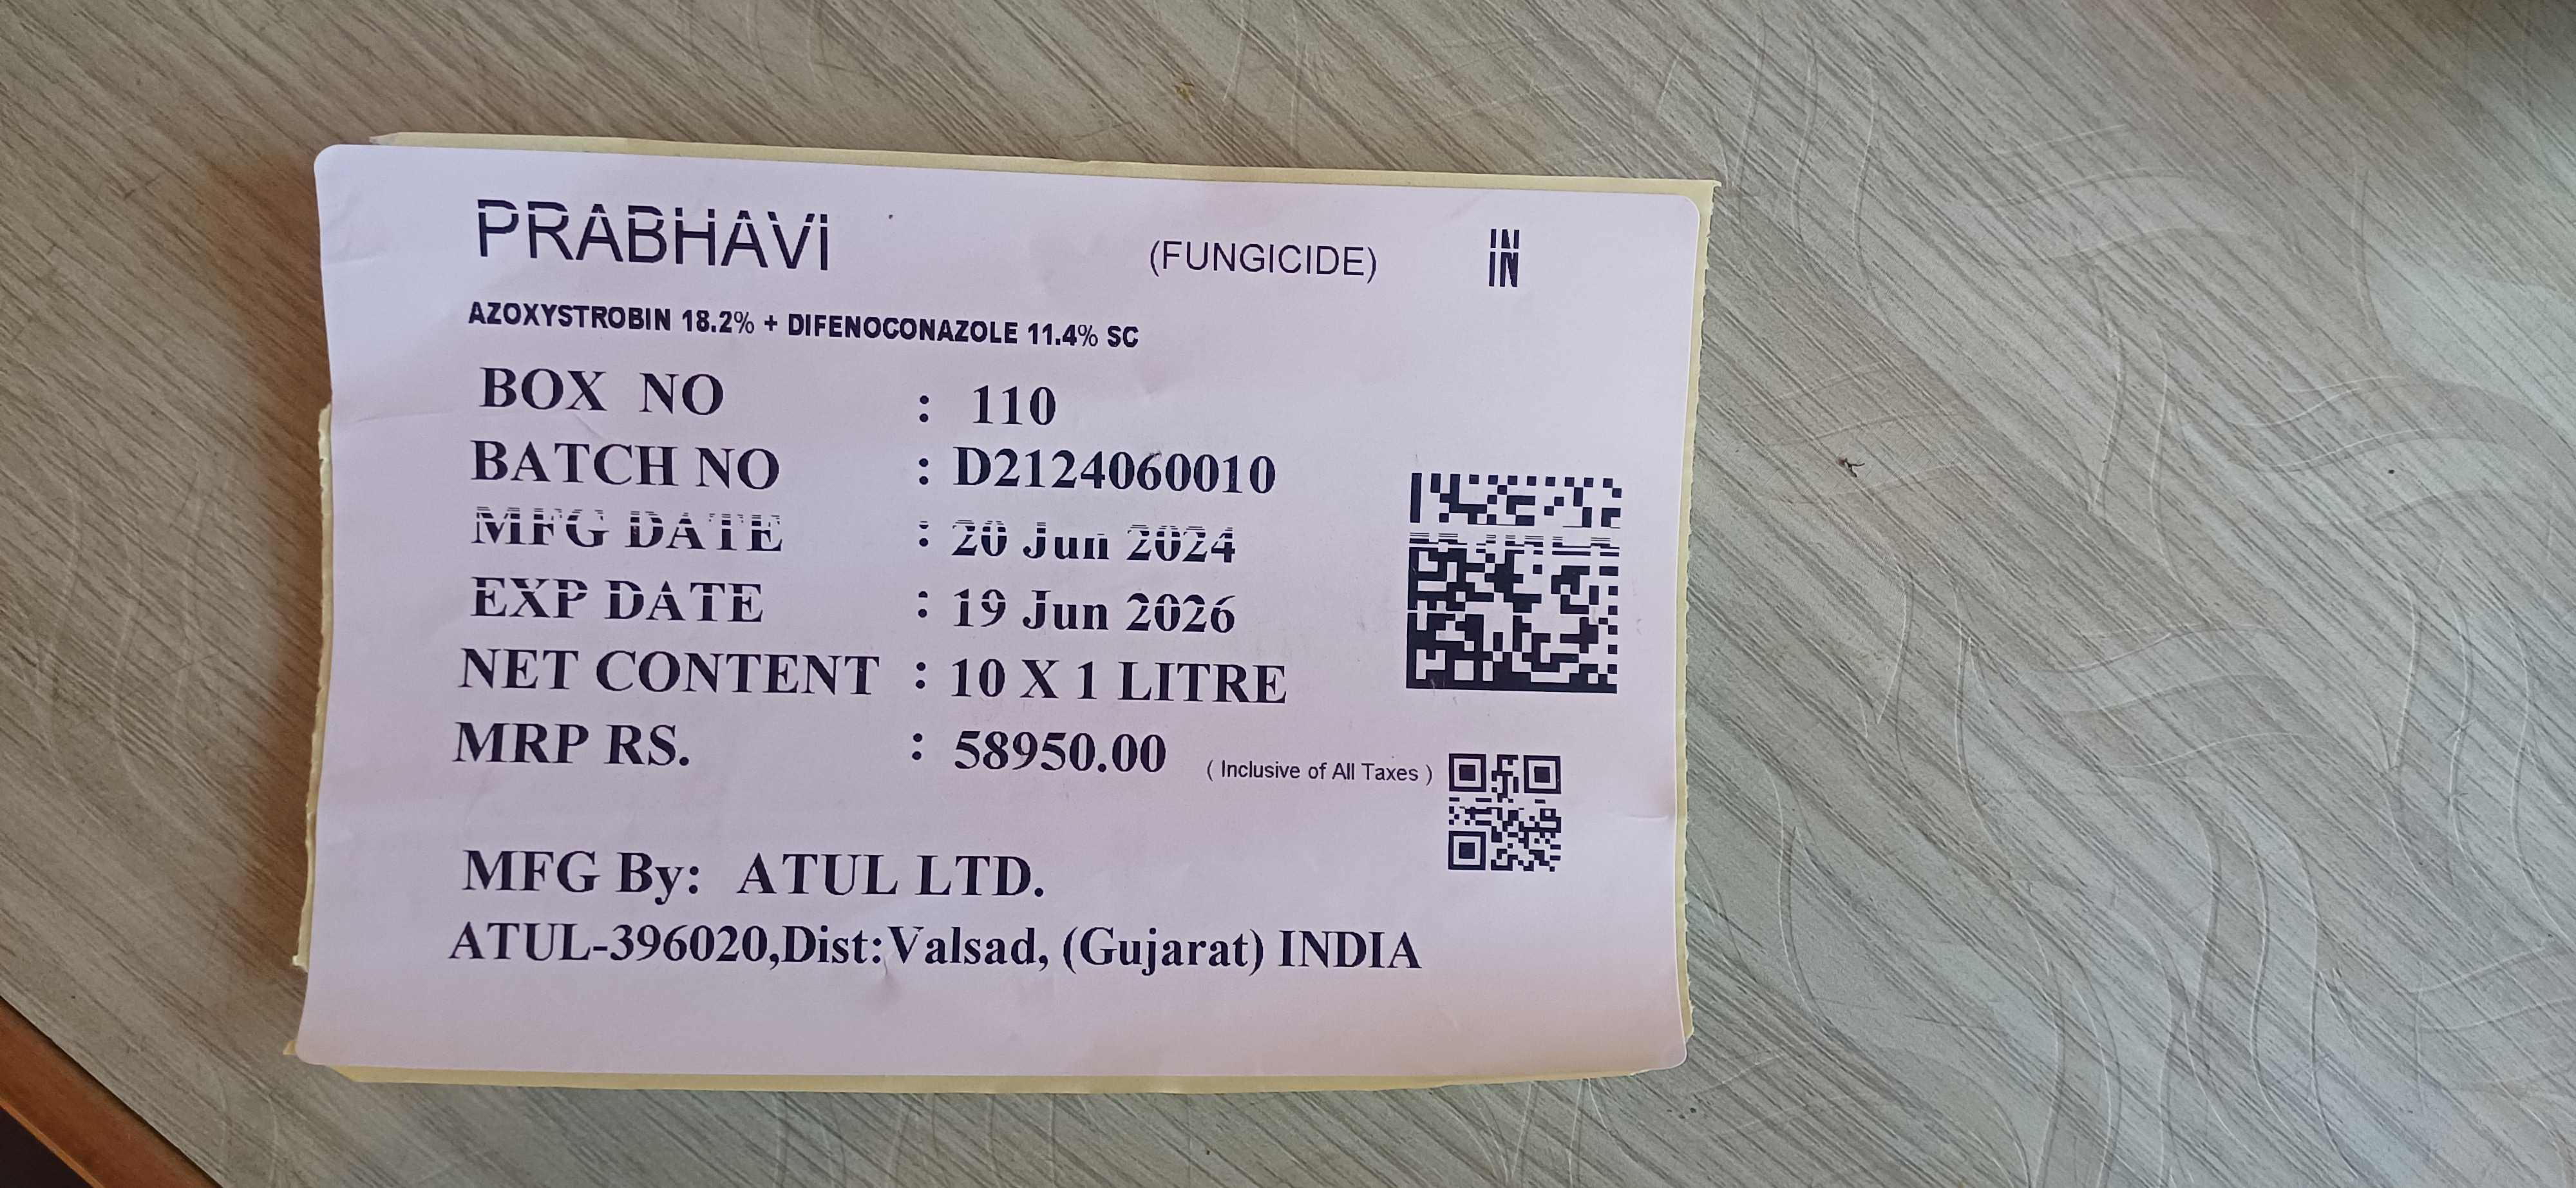 PRABHAVi (FUNGICIDE) IN
IN
AZOXYSTROBIN 18.2% + DIFENOCONAZOLE 11.4% SC
BOX NO : 110
BATCH NO : D2124060010
MFG DATE : 20 Jun 2024
EXP DATE : 19 Jun 2026
NET CONTENT : 10 X 1 LITRE
MRP RS. : 58950.00 ( Inclusive of All Taxes )
MFG By: ATUL LTD.
ATUL-396020,Dist:Valsad, (Gujarat) INDIA